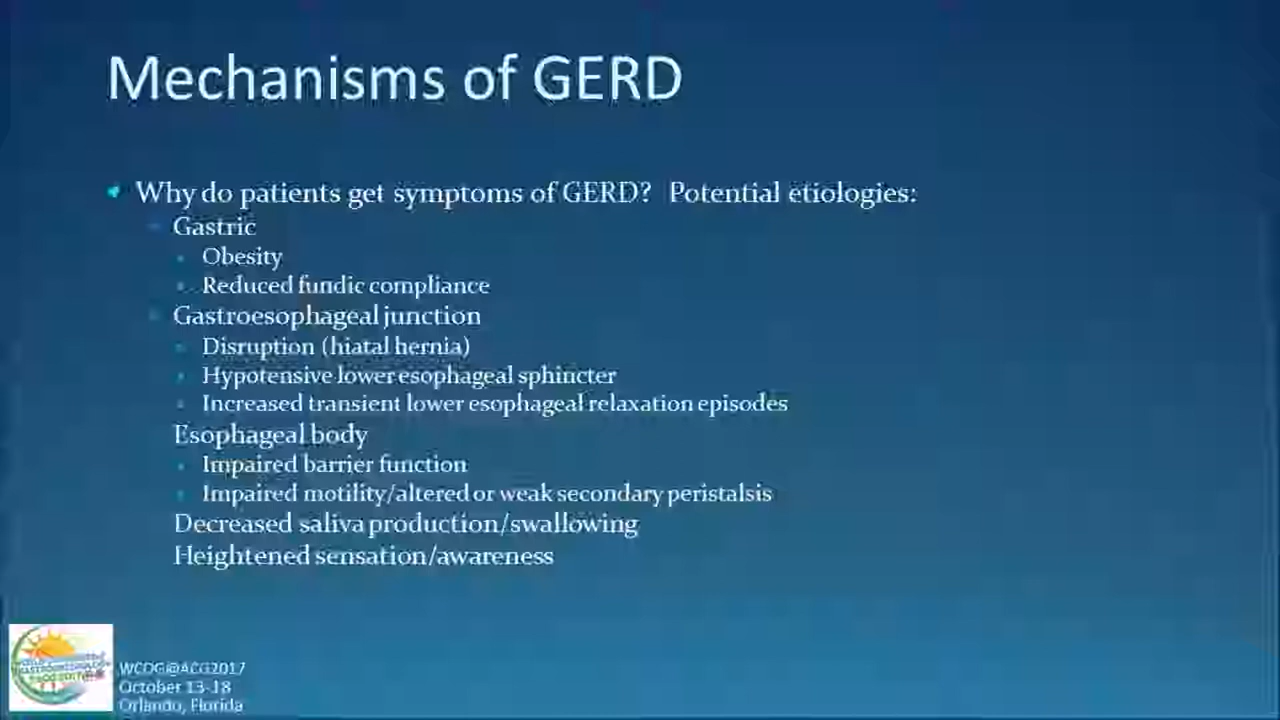 Mechanisms of GERD
Why do patients get symptoms of GERD? Potential etiologies:
Gastric
Obesity
Reduced fundic compliance
Gastroesophageal junction
Disruption (hiatal hernia)
Hypotensive lower esophageal sphincter
Increased transient lower esophageal relaxation episodes
Esophageal body
Impaired barrier function
Impaired motility/altered or weak secondary peristalsis
Decreased saliva production/swallowing
Heightened sensation/awareness
WCOG@ACG2017
October 13-18
Orlando, Florida